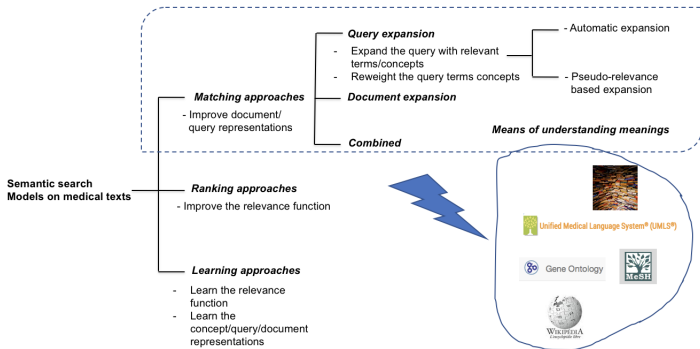 Query expansion
- Expand the query with relevant
terms/concepts
- Reweight the query terms concepts
- Automatic expansion
- Pseudo-relevance
based expansion
Matching approaches
- Improve document/
query representations
Document expansion
Combined
Means of understanding meanings
Semantic search
Models on medical texts
Ranking approaches
- Improve the relevance function
Learning approaches
- Learn the relevance
function
- Learn the
concept/query/document
representations
Unified Medical Language System® (UMLS®)
Gene Ontology
MeSH
WIKIPEDIA
L'encyclopédie libre